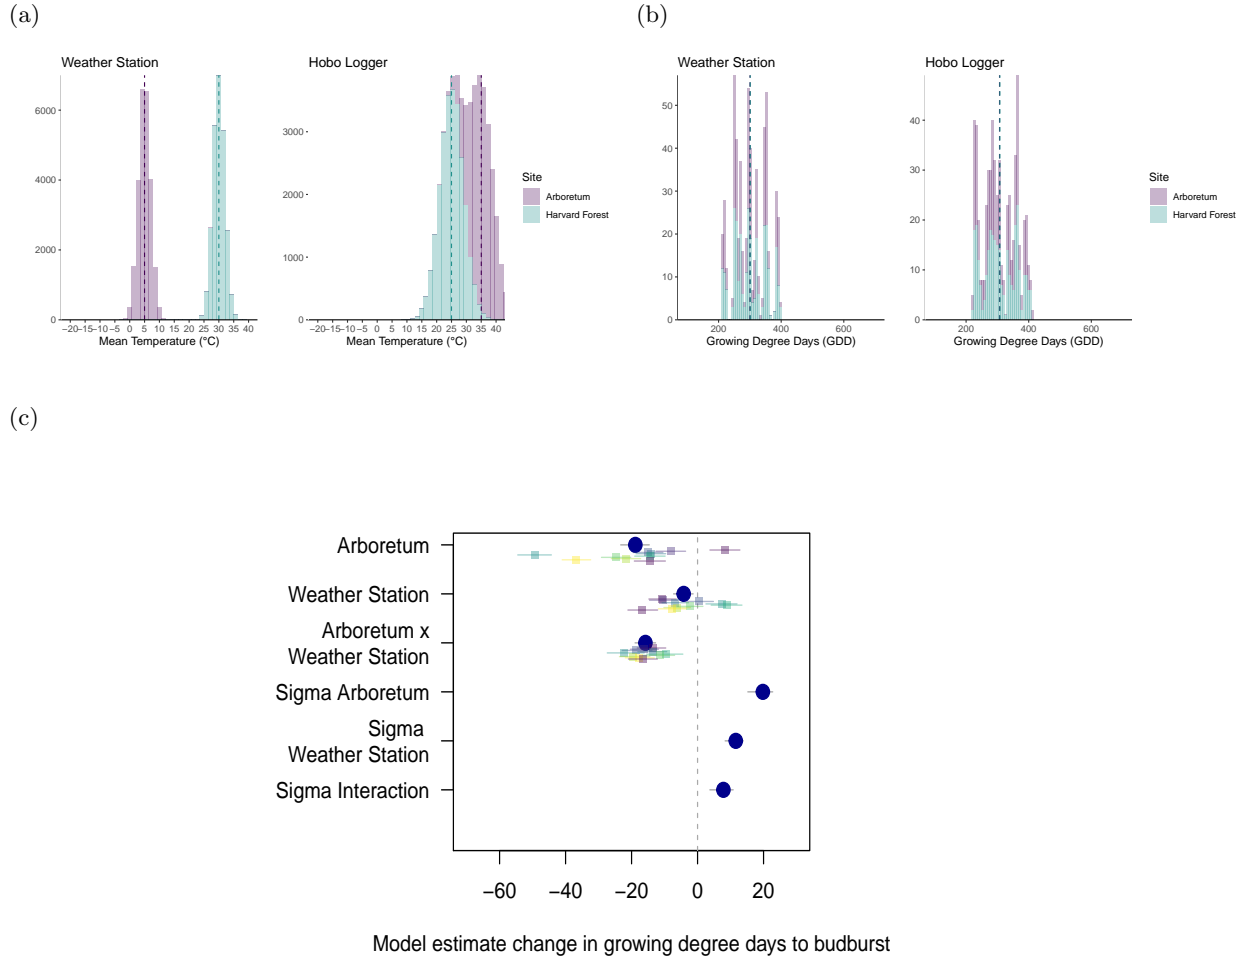 (a)
Weather Station
6000
4000
2000
0
−20−15−10−5 0 5 10 15 20 25 30 35 40
Mean Temperature (°C)
Hobo Logger
3000
2000
1000
0
−20−15−10−5 0 5 10 15 20 25 30 35 40
Mean Temperature (°C)
Site
Arboretum
Harvard Forest
(b)
Weather Station
50
40
30
20
10
0
200 400 600
Growing Degree Days (GDD)
Hobo Logger
40
30
20
10
0
200 400 600
Growing Degree Days (GDD)
Site
Arboretum
Harvard Forest
(c)
Arboretum
Weather Station
Arboretum x
Weather Station
Sigma Arboretum
Sigma
Weather Station
Sigma Interaction
−60 −40 −20 0 20
Model estimate change in growing degree days to budburst